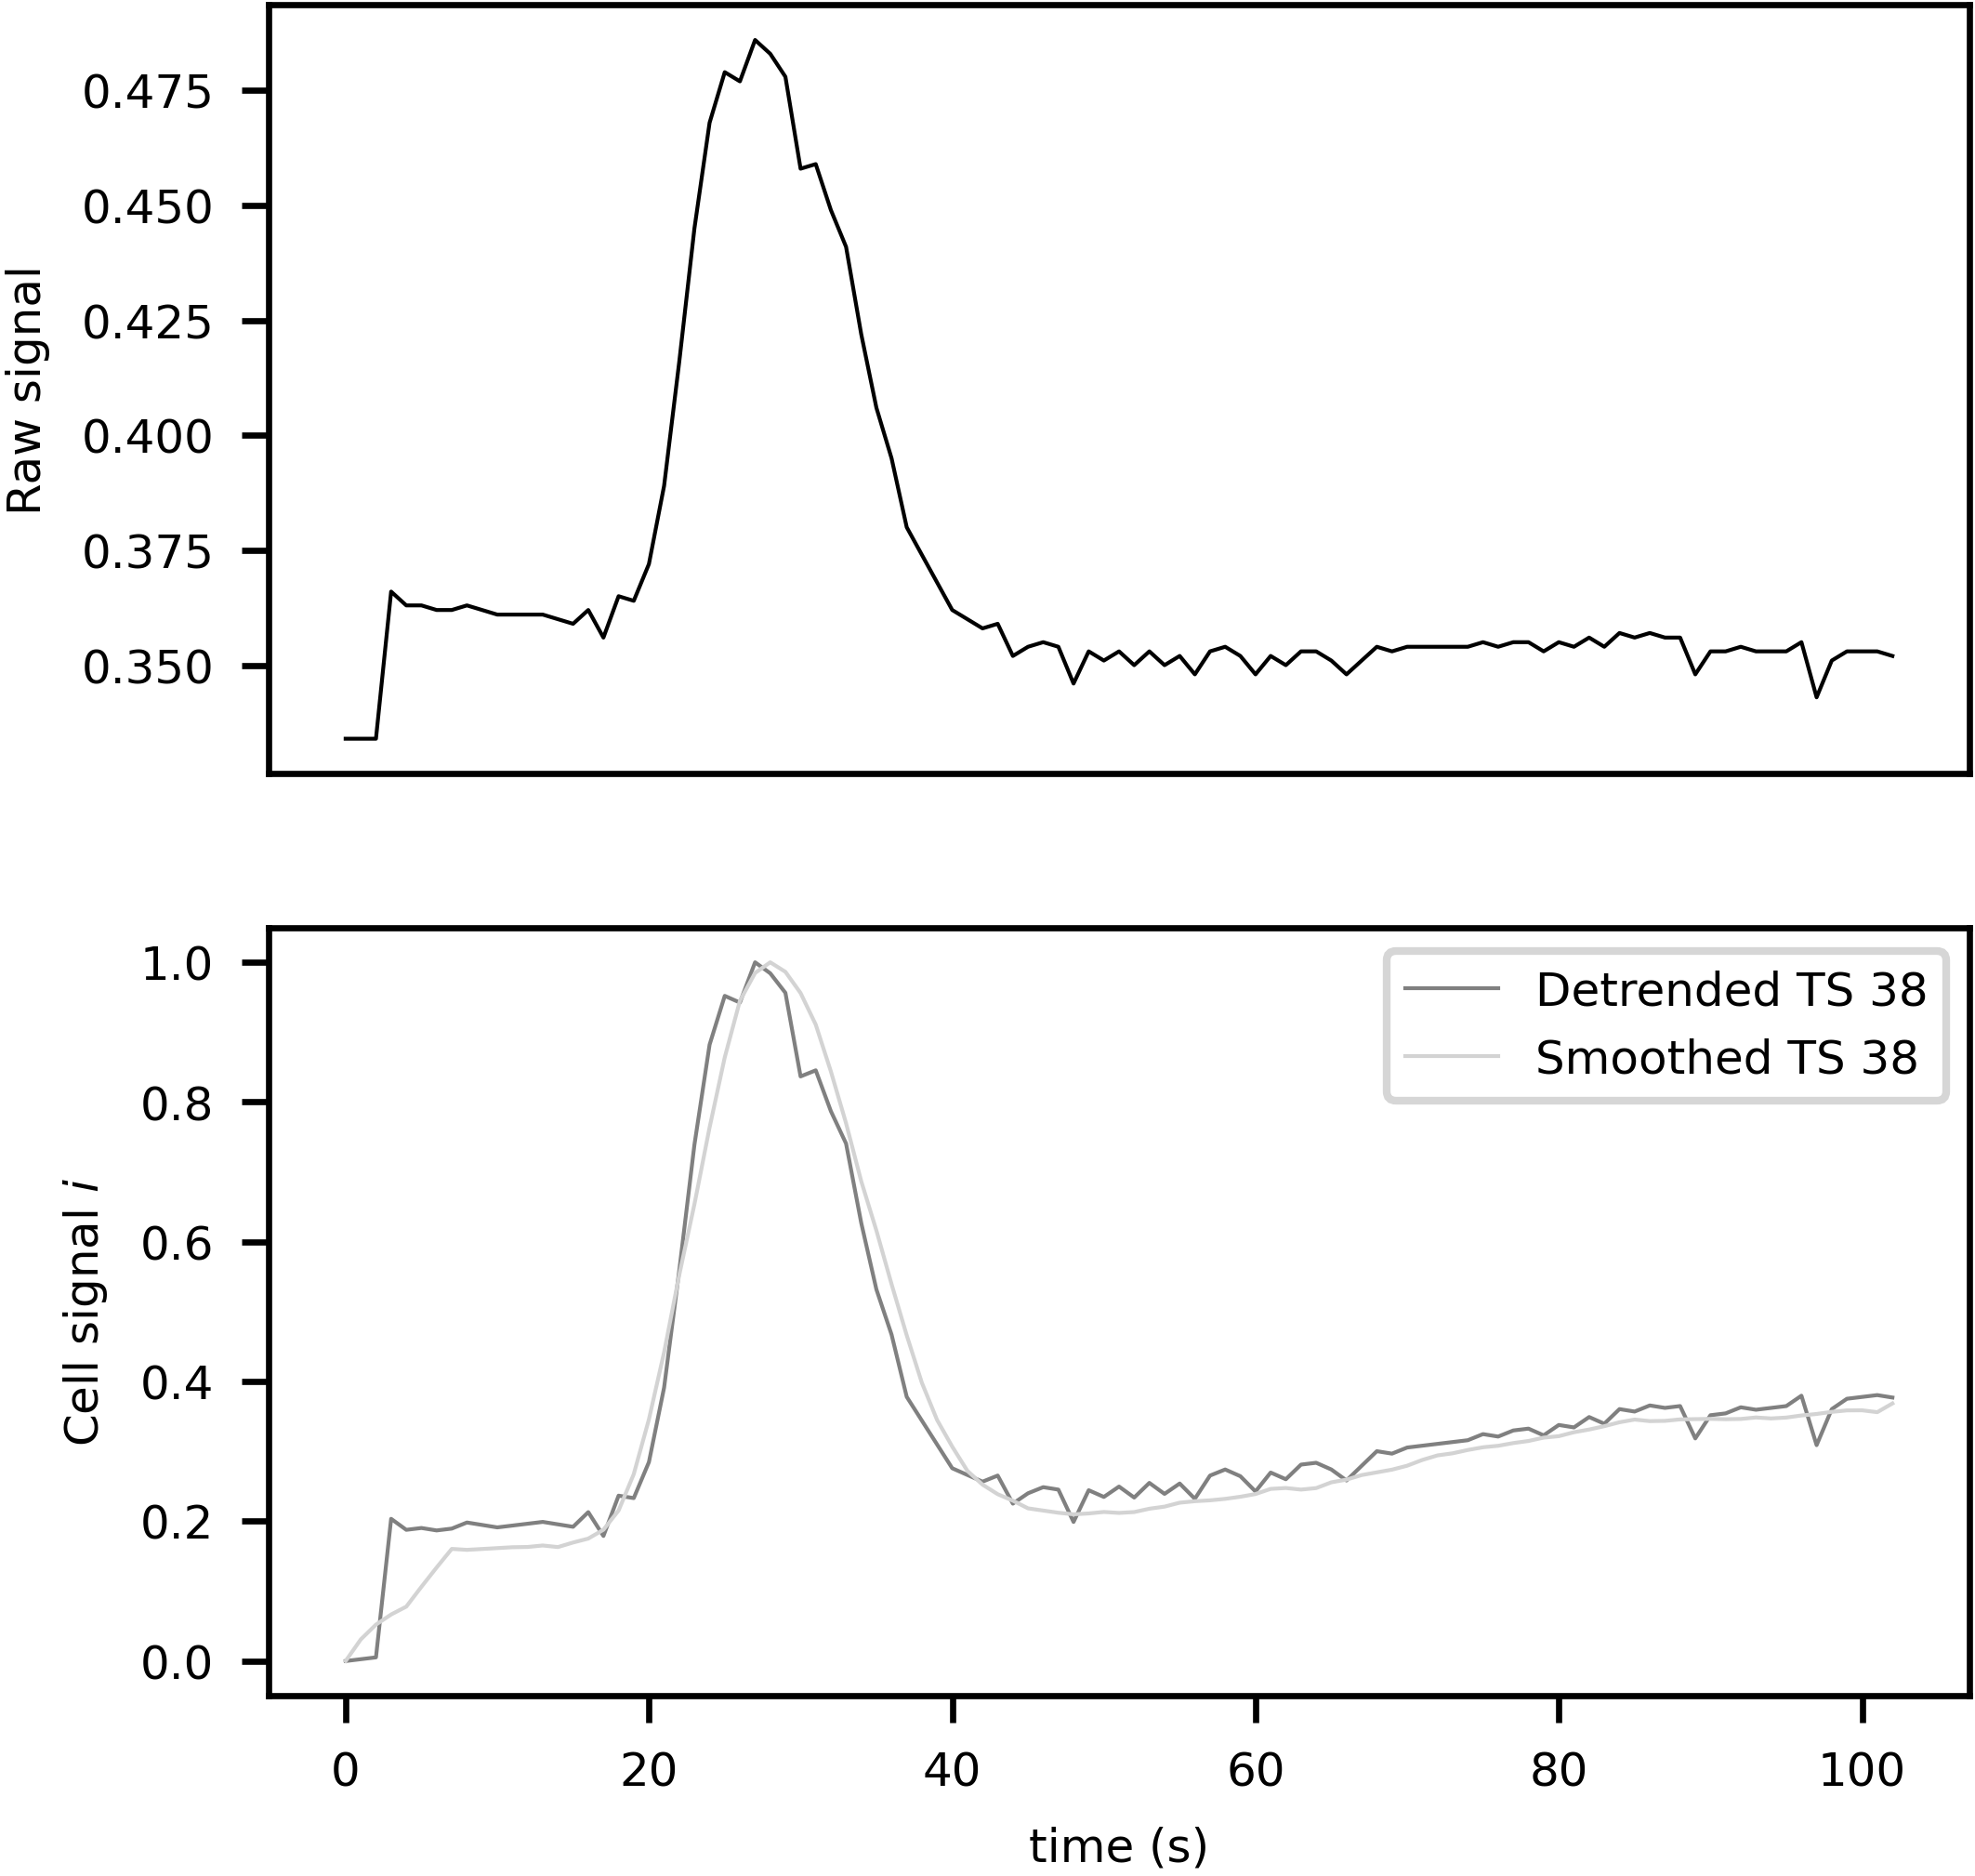 Raw signal
0.475
0.450
0.425
0.400
0.375
0.350
Cell signal i
1.0
0.8
0.6
0.4
0.2
0.0
Detrended TS 38
Smoothed TS 38
0 20 40 60 80 100
time (s)